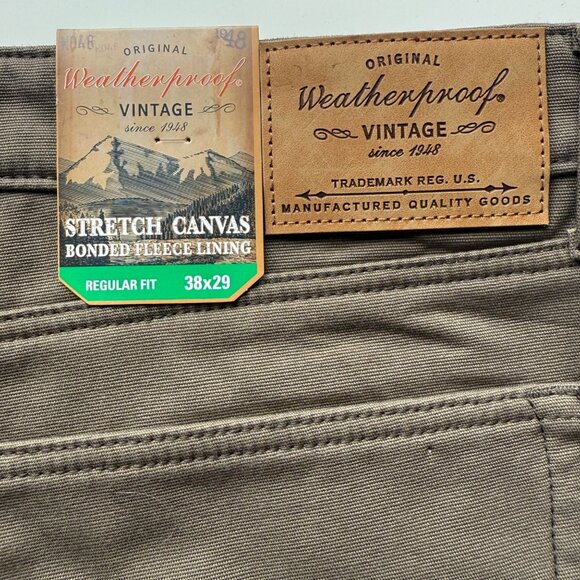 1948
ORIGINAL
Weatherproof®
VINTAGE
since 1948
STRETCH CANVAS
BONDED FLEECE LINING
REGULAR FIT 38x29
ORIGINAL
Weatherproof®
VINTAGE
since 1948
TRADEMARK REG. U.S.
MANUFACTURED QUALITY GOODS